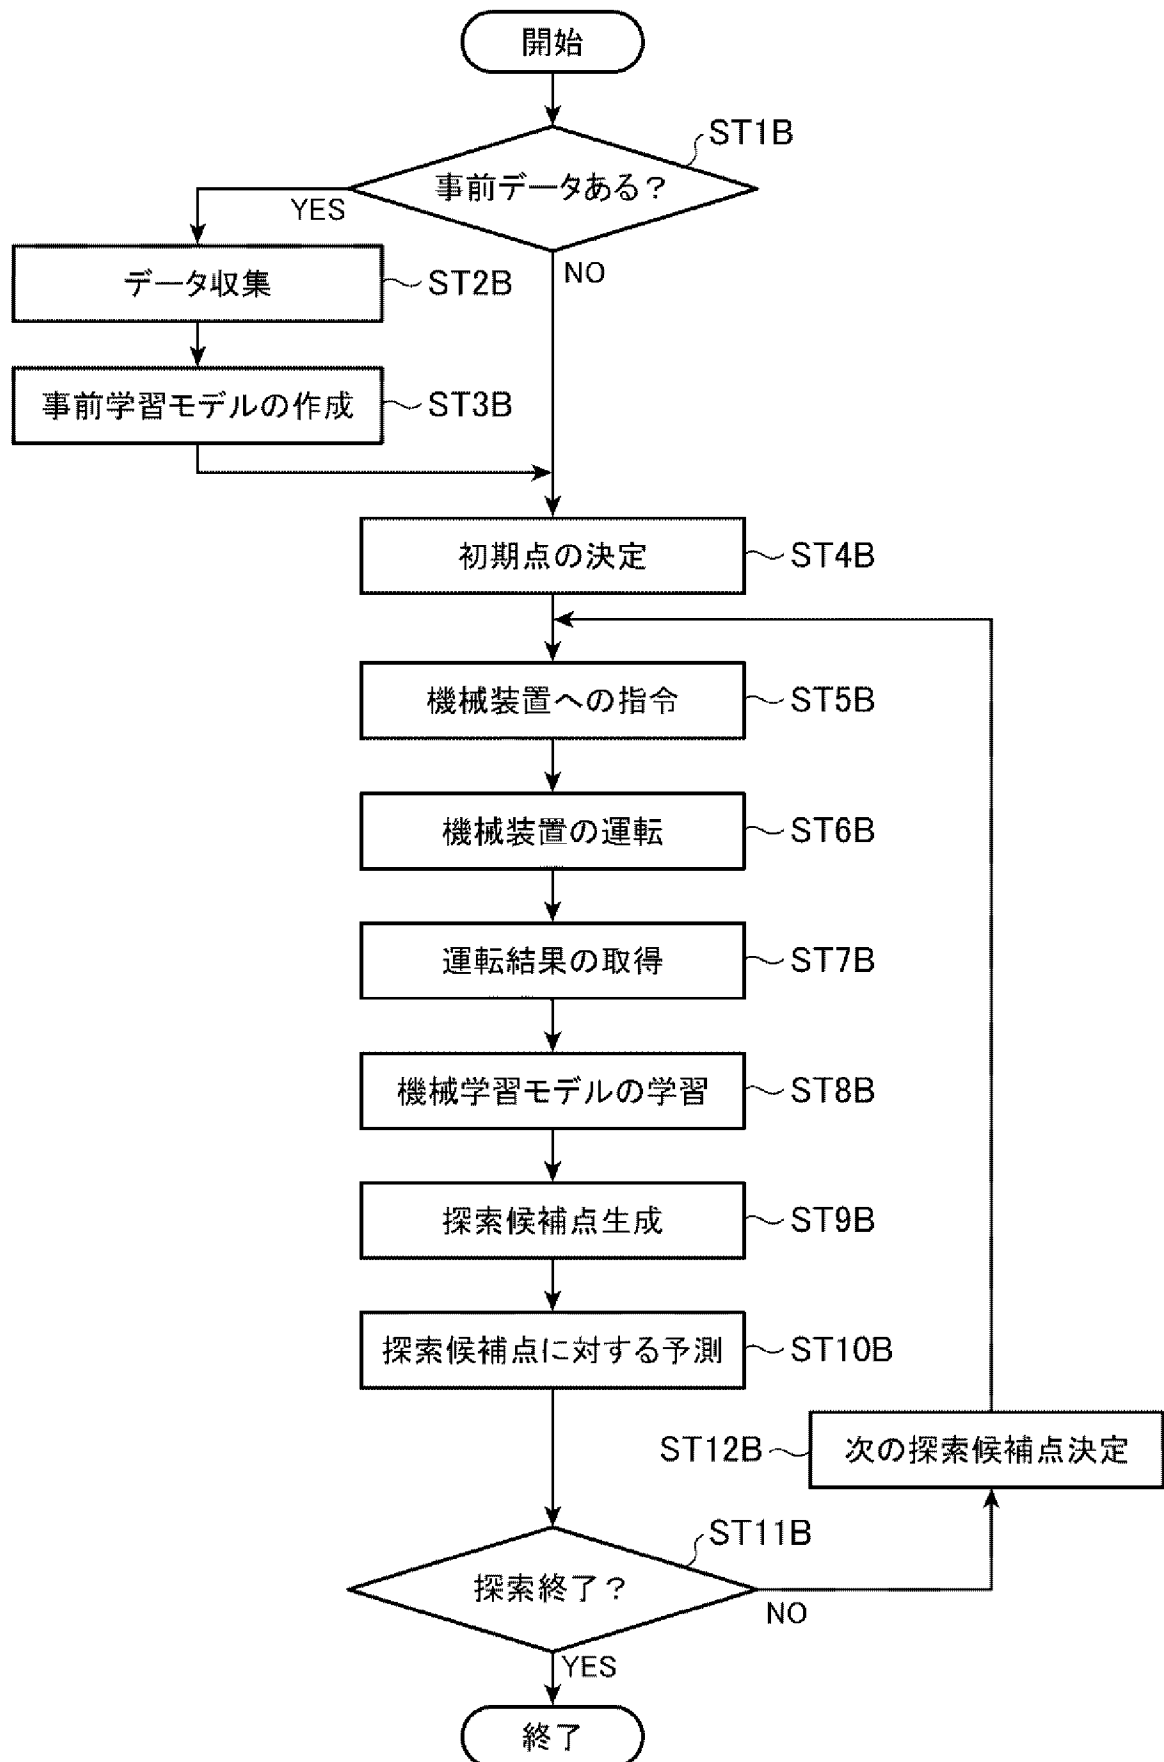 開始
ST1B
事前データある？
YES
NO
データ収集
ST2B
事前学習モデルの作成
ST3B
初期点の決定
ST4B
機械装置への指令
ST5B
機械装置の運転
ST6B
運転結果の取得
ST7B
機械学習モデルの学習
ST8B
探索候補点生成
ST9B
探索候補点に対する予測
ST10B
ST12B
次の探索候補点決定
ST11B
探索終了？
NO
YES
終了